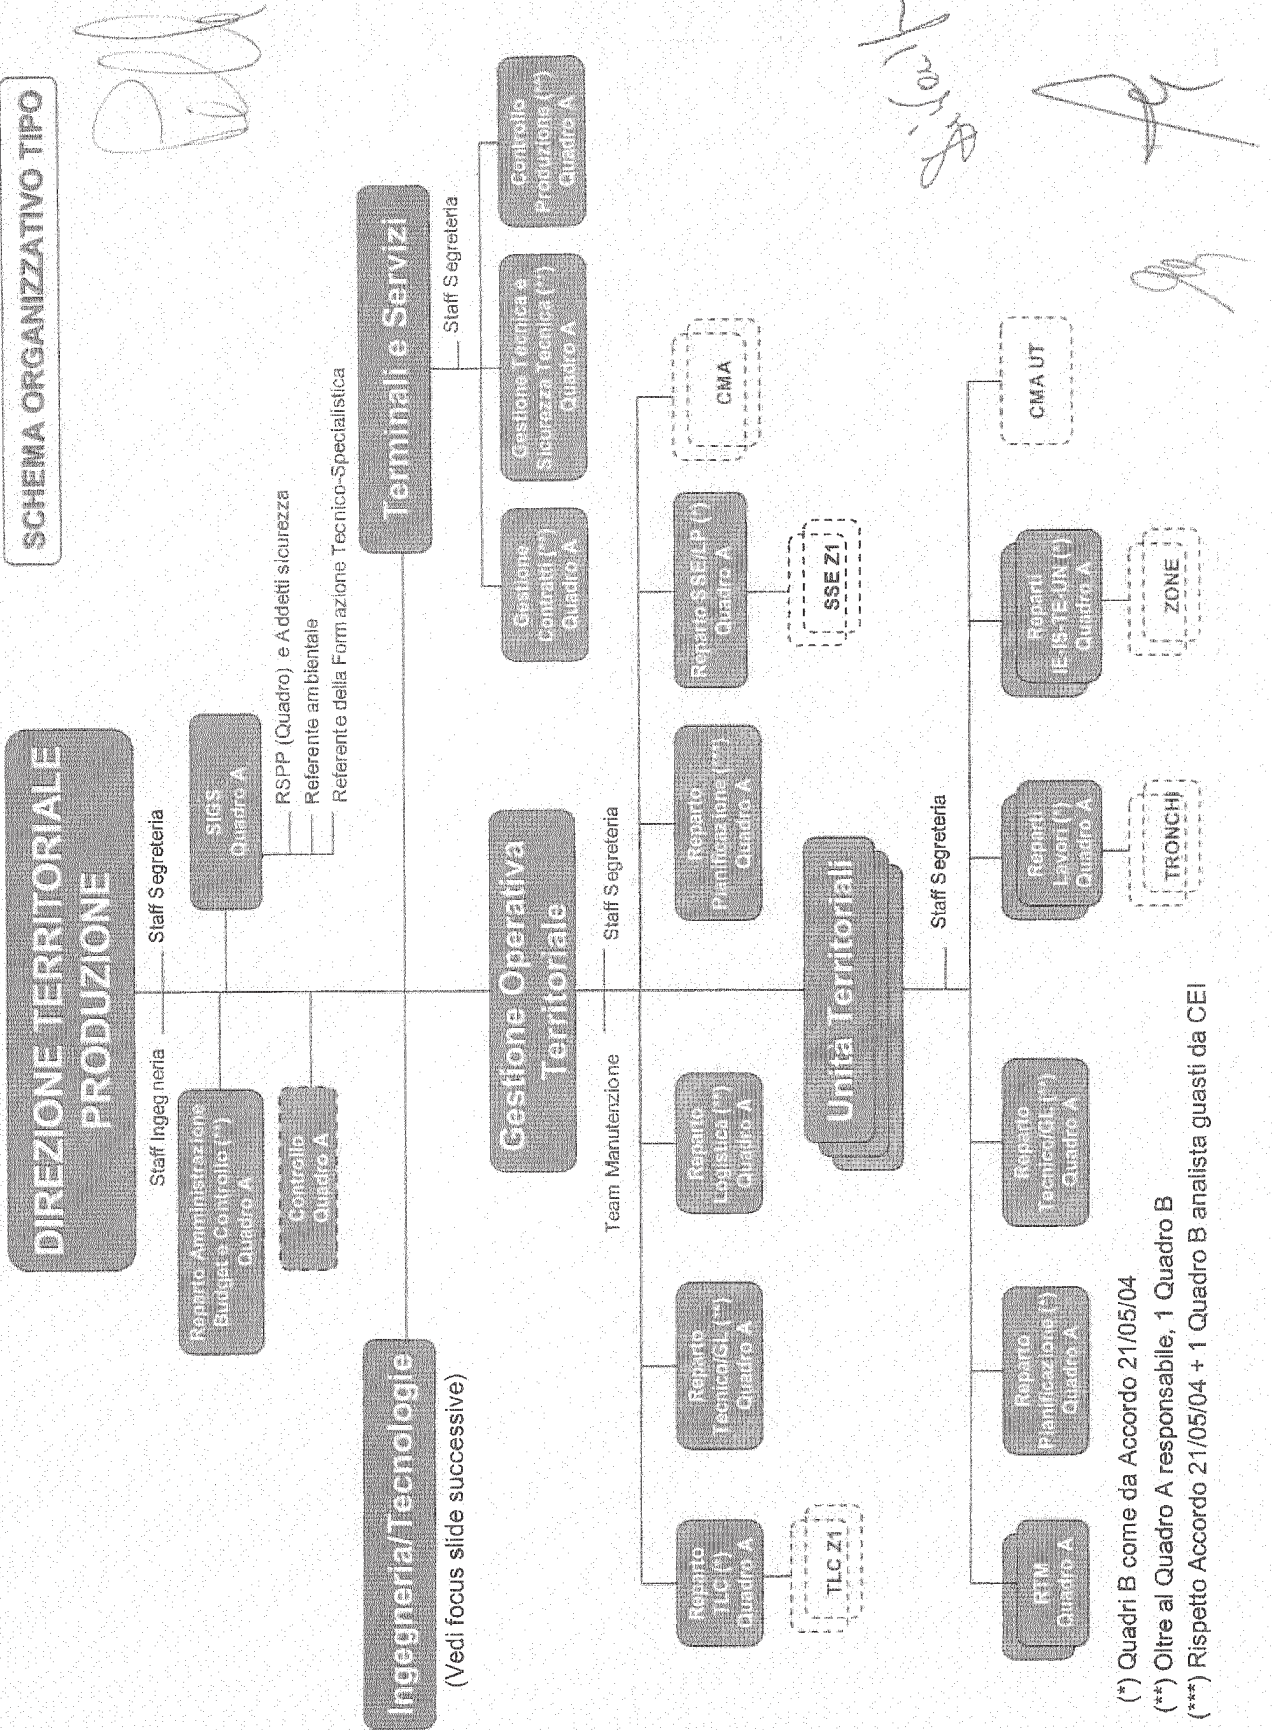 SCHEMA ORGANIZZATIVO TIPO
DIREZIONE TERRITORIALE
PRODUZIONE
Staff Ingegneria
Staff Segreteria
Reparto Amministrazione
Budget e Controllo (**)
Quadro A
SIGS
Quadro A
Controllo
Quadro A
RSPP (Quadro) e Addetti sicurezza
Referente ambientale
Referente della Formazione Tecnico-Specialistica
Ingegneria/Tecnologie
(Vedi focus slide successive)
Terminali e Servizi
Staff Segreteria
Gestione
Contratti (**)
Quadro A
Gestione Tecnica e
Sicurezza Tecnica (**)
Quadro A
Controllo
Produzione (**)
Quadro A
Gestione Operativa
Territoriale
Team Manutenzione
Staff Segreteria
Reparto
TLC (*)
Quadro A
Reparto
Tecnico/CL (**)
Quadro A
Reparto
Logistica (**)
Quadro A
Reparto
Planificazione (***)
Quadro A
Reparto SSE/LP (*)
Quadro A
CMA
TLC Z1
SSE Z1
Unità Territoriali
Staff Segreteria
RTM
Quadro A
Reparto
Pianificazione (*)
Quadro A
Reparto
Tecnico/CL (*)
Quadro A
Reparti
Lavori (*)
Quadro A
Reparti
IE-IS-TE-UN (*)
Quadro A
CMA UT
TRONCHI
ZONE
(*) Quadri B come da Accordo 21/05/04
(**) Oltre al Quadro A responsabile, 1 Quadro B
(***) Rispetto Accordo 21/05/04 + 1 Quadro B analista guasti da CEI